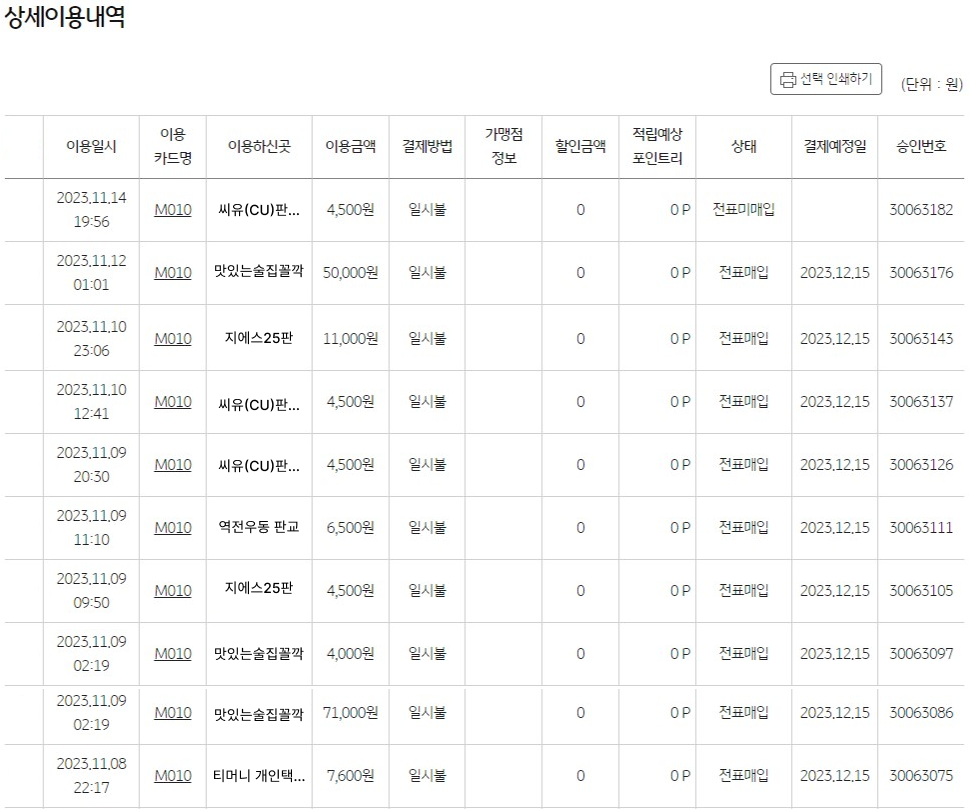 상세이용내역
선택 인쇄하기 (단위 : 원)
이용일시 이용 카드명 이용하신곳 이용금액 결제방법 가맹점 정보 할인금액 적립예상 포인트리 상태 결제예정일 승인번호
2023.11.14 19:56 M010 씨유(CU)판... 4,500원 일시불 0 0 P 전표미매입 30063182
2023.11.12 01:01 M010 맛있는술집꼴깍 50,000원 일시불 0 0 P 전표매입 2023.12.15 30063176
2023.11.10 23:06 M010 지에스25판 11,000원 일시불 0 0 P 전표매입 2023.12.15 30063143
2023.11.10 12:41 M010 씨유(CU)판... 4,500원 일시불 0 0 P 전표매입 2023.12.15 30063137
2023.11.09 20:30 M010 씨유(CU)판... 4,500원 일시불 0 0 P 전표매입 2023.12.15 30063126
2023.11.09 11:10 M010 역전우동 판교 6,500원 일시불 0 0 P 전표매입 2023.12.15 30063111
2023.11.09 09:50 M010 지에스25판 4,500원 일시불 0 0 P 전표매입 2023.12.15 30063105
2023.11.09 02:19 M010 맛있는술집꼴깍 4,000원 일시불 0 0 P 전표매입 2023.12.15 30063097
2023.11.09 02:19 M010 맛있는술집꼴깍 71,000원 일시불 0 0 P 전표매입 2023.12.15 30063086
2023.11.08 22:17 M010 티머니 개인택... 7,600원 일시불 0 0 P 전표매입 2023.12.15 30063075